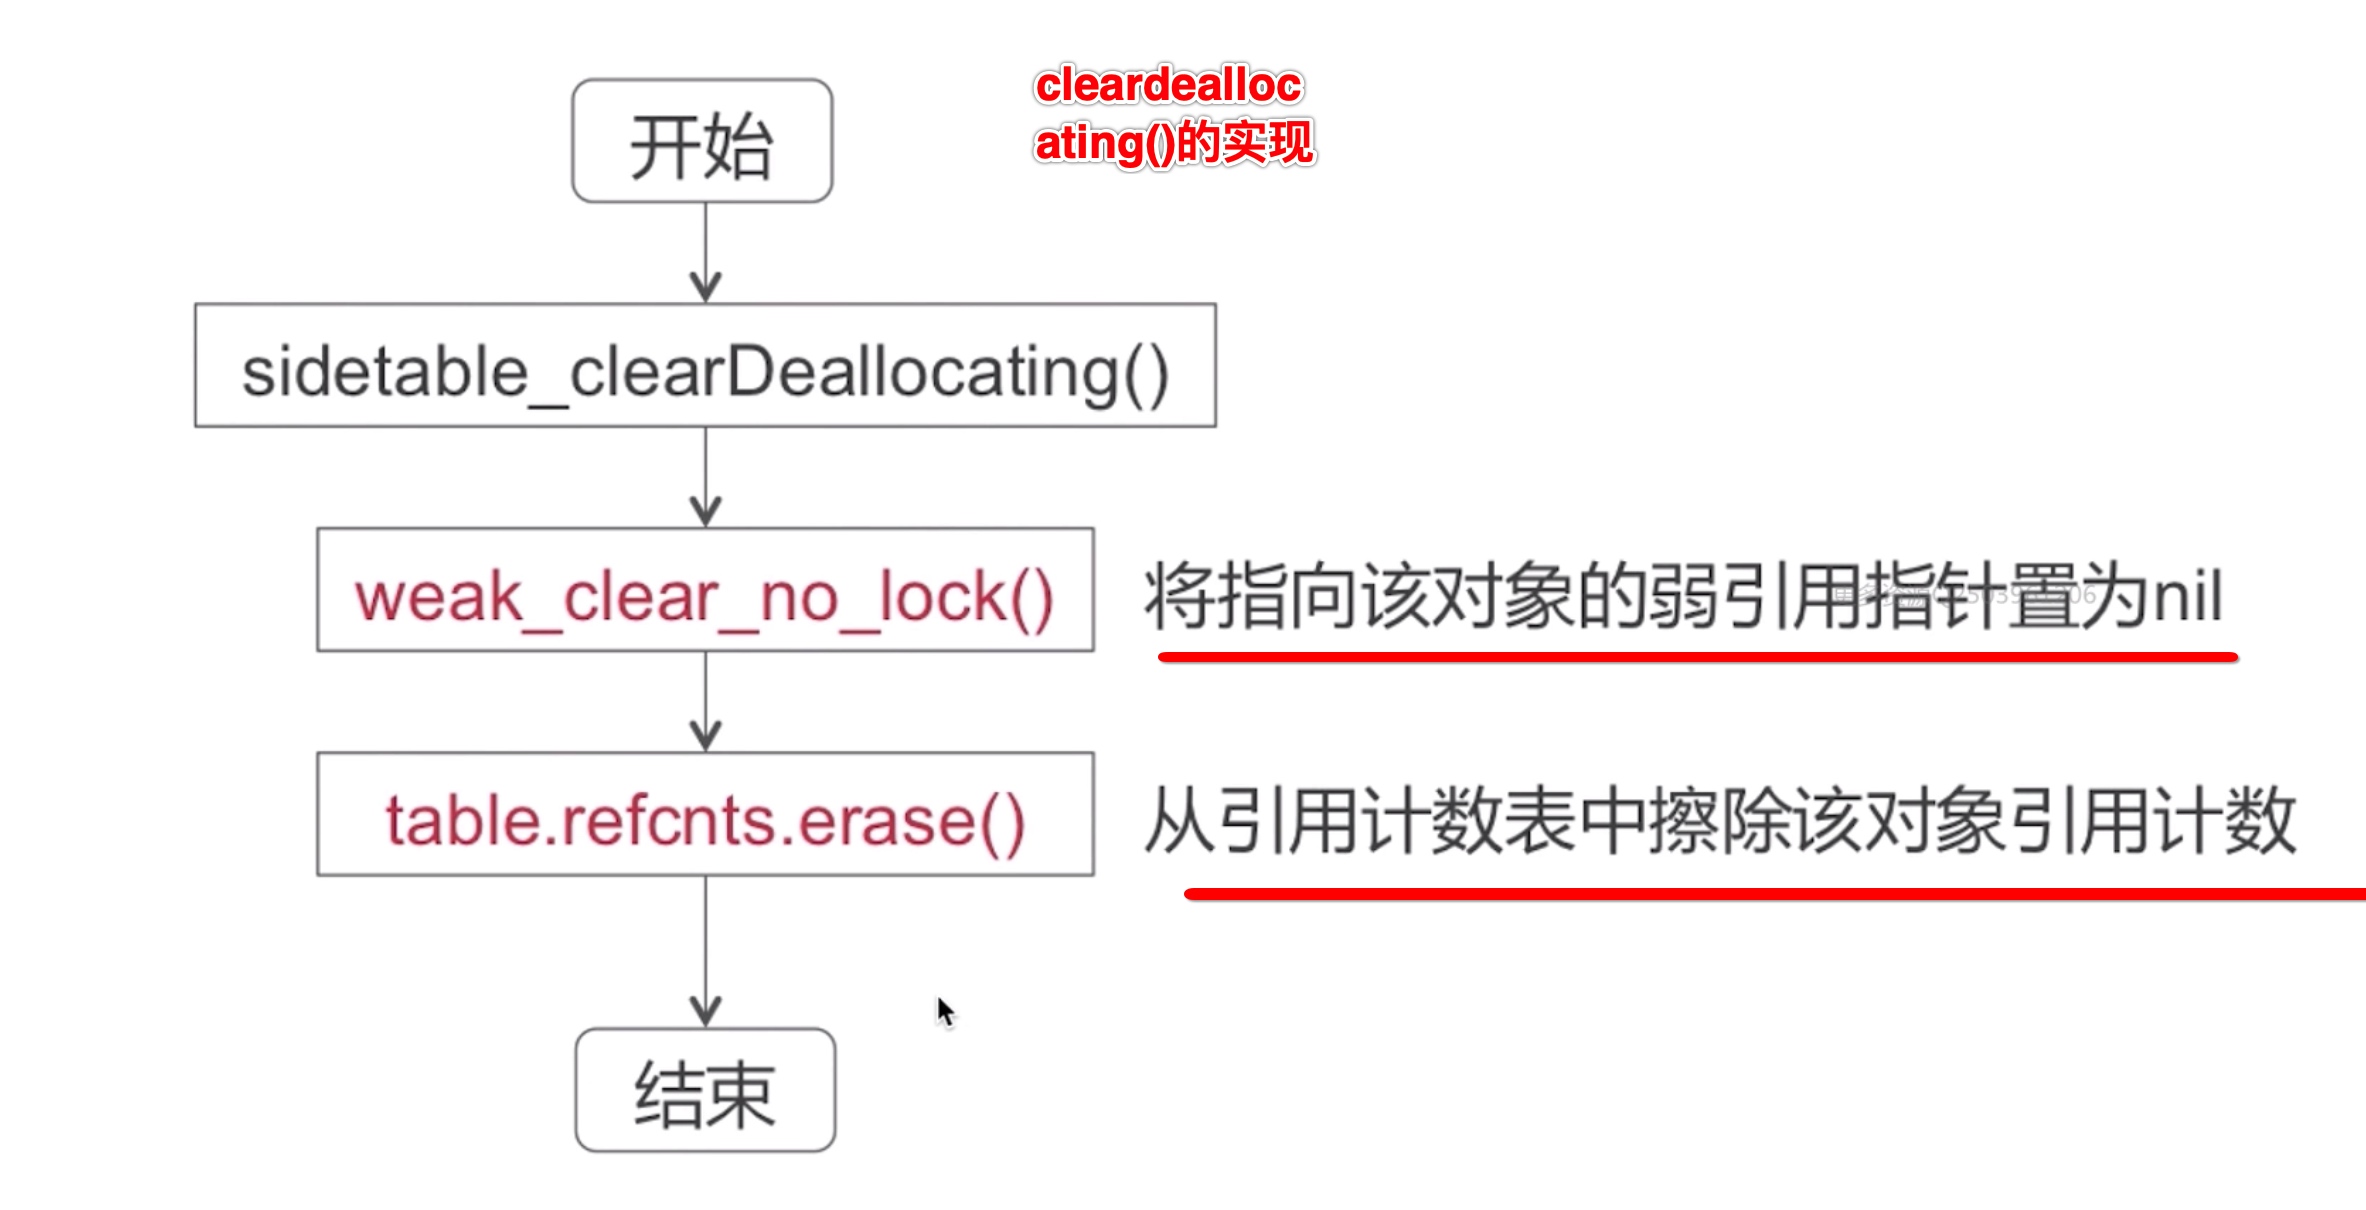 cleardealloc
ating()的实现
开始
sidetable_clearDeallocating()
weak_clear_no_lock()
将指向该对象的弱引用指针置为nil
table.refcnts.erase()
从引用计数表中擦除该对象引用计数
结束